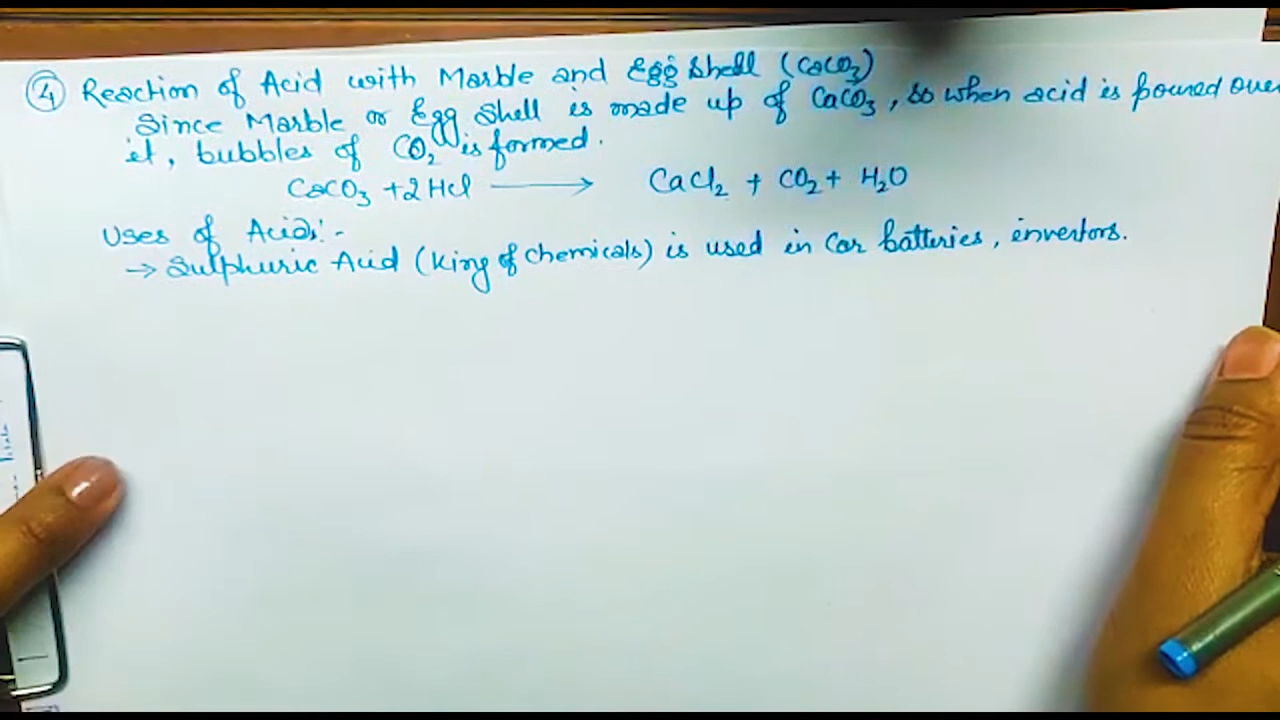 ④ Reaction of Acid with Marble and Egg Shell (CaCO₃)
Since Marble or Egg Shell is made up of CaCO₃, so when acid is poured over
it, bubbles of CO₂ is formed.
CaCO₃ + 2Hcl ⟶ CaCl₂ + CO₂ + H₂O
Uses of Acids:-
→ Sulphuric Acid (King of Chemicals) is used in Car batteries, invertors.